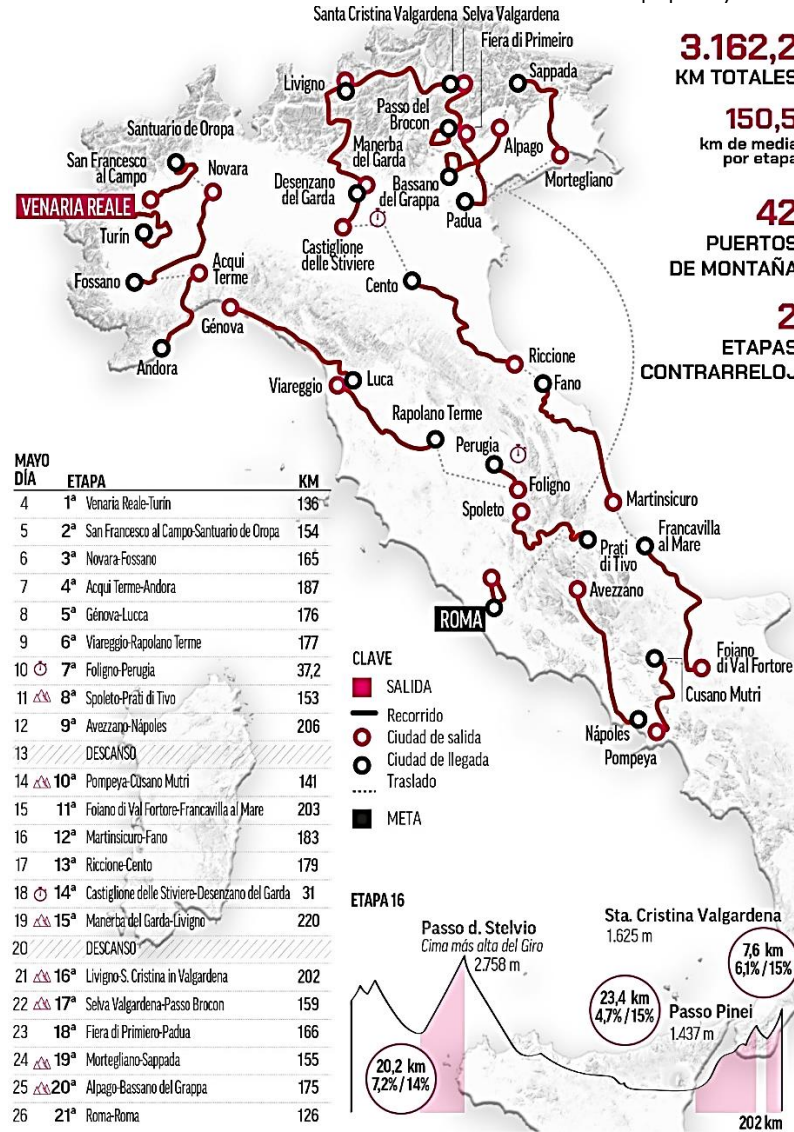 Santa Cristina Valgardena
Selva Valgardena
Fiera di Primeiro
Livigno
Sappada
Passo del
Brocon
Santuario de Oropa
San Francesco
al Campo
Novara
Manerba
del Garda
Alpago
VENARIA REALE
Desenzano
del Garda
Bassano
del Grappa
Mortegliano
Turín
Padua
Castiglione
delle Stiviere
Fossano
Acqui
Terme
Cento
Génova
Andora
Riccione
Viareggio
Luca
Fano
Rapolano Terme
Perugia
Foligno
Spoleto
Martinsicuro
Francavilla
al Mare
Prati
di Tivo
Avezzano
ROMA
Foiano
di Val Fortore
Cusano Mutri
Nápoles
Pompeya
3.162,2
KM TOTALES
150,5
km de media
por etapa
42
PUERTOS
DE MONTAÑA
2
ETAPAS
CONTRARRELOJ
MAYO
DÍA ETAPA KM
4 1ª Venaria Reale-Turín 136
5 2ª San Francesco al Campo-Santuario de Oropa 154
6 3ª Novara-Fossano 165
7 4ª Acqui Terme-Andora 187
8 5ª Génova-Lucca 176
9 6ª Viareggio-Rapolano Terme 177
10 7ª Foligno-Perugia 37,2
11 8ª Spoleto-Prati di Tivo 153
12 9ª Avezzano-Nápoles 206
13 DESCANSO
14 10ª Pompeya-Cusano Mutri 141
15 11ª Foiano di Val Fortore-Francavilla al Mare 203
16 12ª Martinsicuro-Fano 183
17 13ª Riccione-Cento 179
18 14ª Castiglione delle Stiviere-Desenzano del Garda 31
19 15ª Manerba del Garda-Livigno 220
20 DESCANSO
21 16ª Livigno-S. Cristina in Valgardena 202
22 17ª Selva Valgardena-Passo Brocon 159
23 18ª Fiera di Primiero-Padua 166
24 19ª Mortegliano-Sappada 155
25 20ª Alpago-Bassano del Grappa 175
26 21ª Roma-Roma 126
CLAVE
SALIDA
Recorrido
Ciudad de salida
Ciudad de llegada
Traslado
META
ETAPA 16
Passo d. Stelvio
Cima más alta del Giro
2.758 m
Sta. Cristina Valgardena
1.625 m
7,6 km
6,1% / 15%
23,4 km
4,7% / 15%
Passo Pinei
1.437 m
20,2 km
7,2% / 14%
202 km